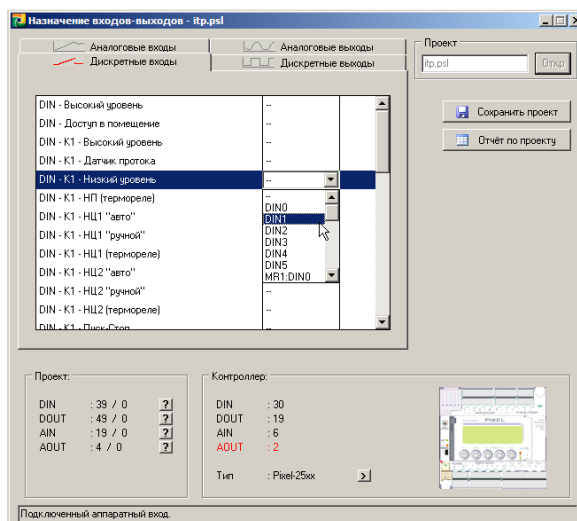 Назначение входов-выходов - itp.psl
Аналоговые входы
Аналоговые выходы
Дискретные входы
Дискретные выходы
Проект
itp.psl
Откр
Сохранить проект
Отчёт по проекту
DIN - Высокий уровень --
DIN - Доступ в помещение --
DIN - К1 - Высокий уровень --
DIN - К1 - Датчик протока --
DIN - К1 - Низкий уровень --
DIN - К1 - НП (термореле) --
DIN - К1 - НЦ1 "авто" DIN0
DIN - К1 - НЦ1 "ручной" DIN1
DIN - К1 - НЦ1 (термореле) DIN2
DIN - К1 - НЦ2 "авто" DIN3
DIN4
DIN5
MR1:DIN0
DIN - К1 - НЦ2 "ручной" --
DIN - К1 - НЦ2 (термореле) --
DIN - К1 - Пуск-Стоп --
Проект:
DIN : 39 / 0 ?
DOUT : 49 / 0 ?
AIN : 19 / 0 ?
AOUT : 4 / 0 ?
Контроллер:
DIN : 30
DOUT : 19
AIN : 6
AOUT : 2
Тип : Pixel-25xx >
PIXEL
Подключенный аппаратный вход.